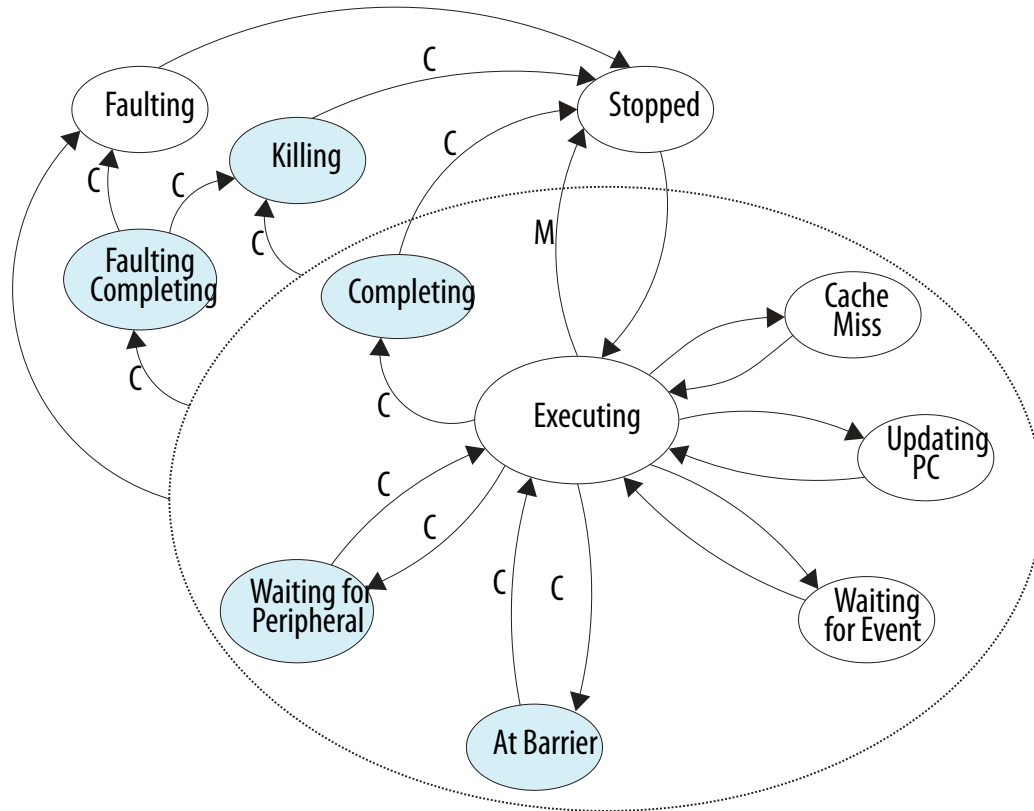 C
Faulting
Stopped
C
Killing
C
C
C
M
Faulting
Completing
Completing
Cache
Miss
C
C
Executing
Updating
PC
C
C
C
C
Waiting for
Peripheral
Waiting
for Event
At Barrier